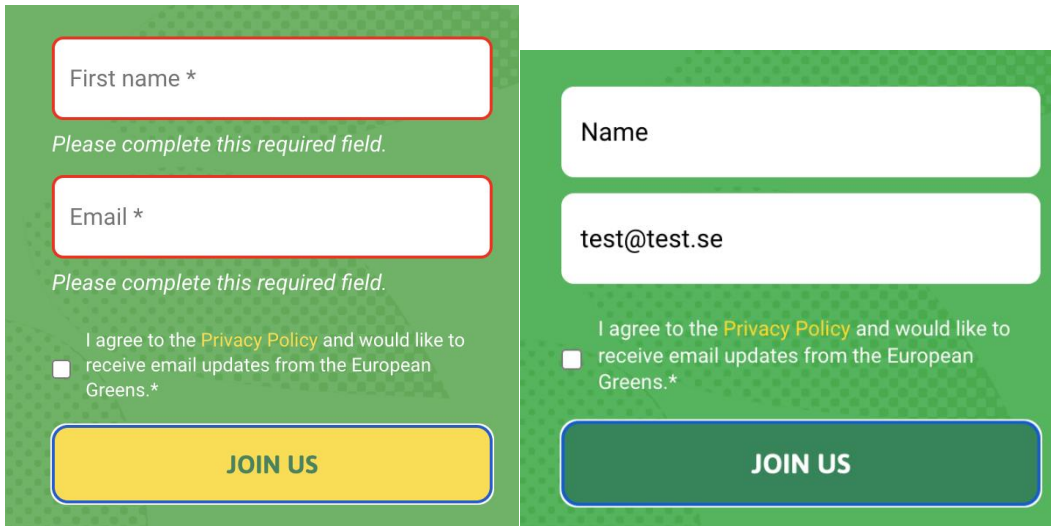 First name *
Please complete this required field.
Email *
Please complete this required field.
I agree to the Privacy Policy and would like to
receive email updates from the European
Greens.*
JOIN US
Name
test@test.se
I agree to the Privacy Policy and would like to
receive email updates from the European
Greens.*
JOIN US